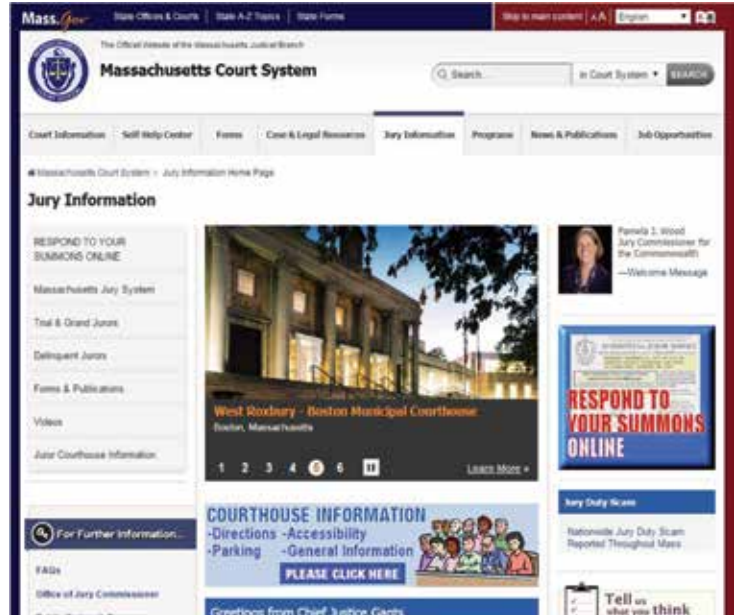 Mass.Gov State Offices & Courts State A-Z Topics State Forms Skip to main content AA English
The Official Website of the Massachusetts Judicial Branch
Massachusetts Court System
Search... in Court System SEARCH
Court Information Self Help Center Forms Case & Legal Resources Jury Information Programs News & Publications Job Opportunities
Massachusetts Court System > Jury Information Home Page
Jury Information
RESPOND TO YOUR
SUMMONS ONLINE
Massachusetts Jury System
Trial & Grand Jurors
Delinquent Jurors
Forms & Publications
Videos
Juror Courthouse Information
For Further Information...
FAQs
Office of Jury Commissioner
West Roxbury - Boston Municipal Courthouse
Boston, Massachusetts
1 2 3 4 5 6 Learn More »
COURTHOUSE INFORMATION
-Directions -Accessibility
-Parking -General Information
PLEASE CLICK HERE
Greetings from Chief Justice Gants
Pamela J. Wood
Jury Commissioner for
the Commonwealth
—Welcome Message
RESPOND TO
YOUR SUMMONS
ONLINE
Jury Duty Scam
Nationwide Jury Duty Scam
Reported Throughout Mass
Tell us
what you think